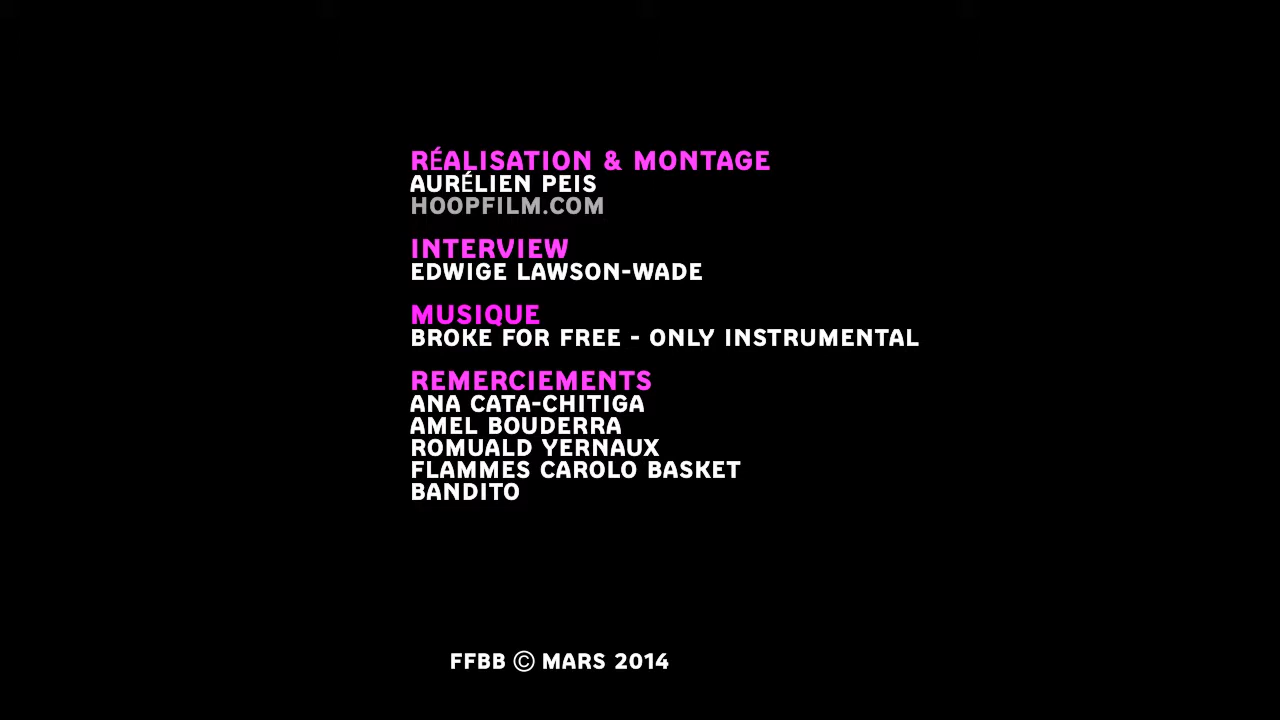 RÉALISATION & MONTAGE
AURÉLIEN PEIS
HOOPFILM.COM
INTERVIEW
EDWIGE LAWSON-WADE
MUSIQUE
BROKE FOR FREE - ONLY INSTRUMENTAL
REMERCIEMENTS
ANA CATA-CHITIGA
AMEL BOUDERRA
ROMUALD YERNAUX
FLAMMES CAROLO BASKET
BANDITO
FFBB © MARS 2014